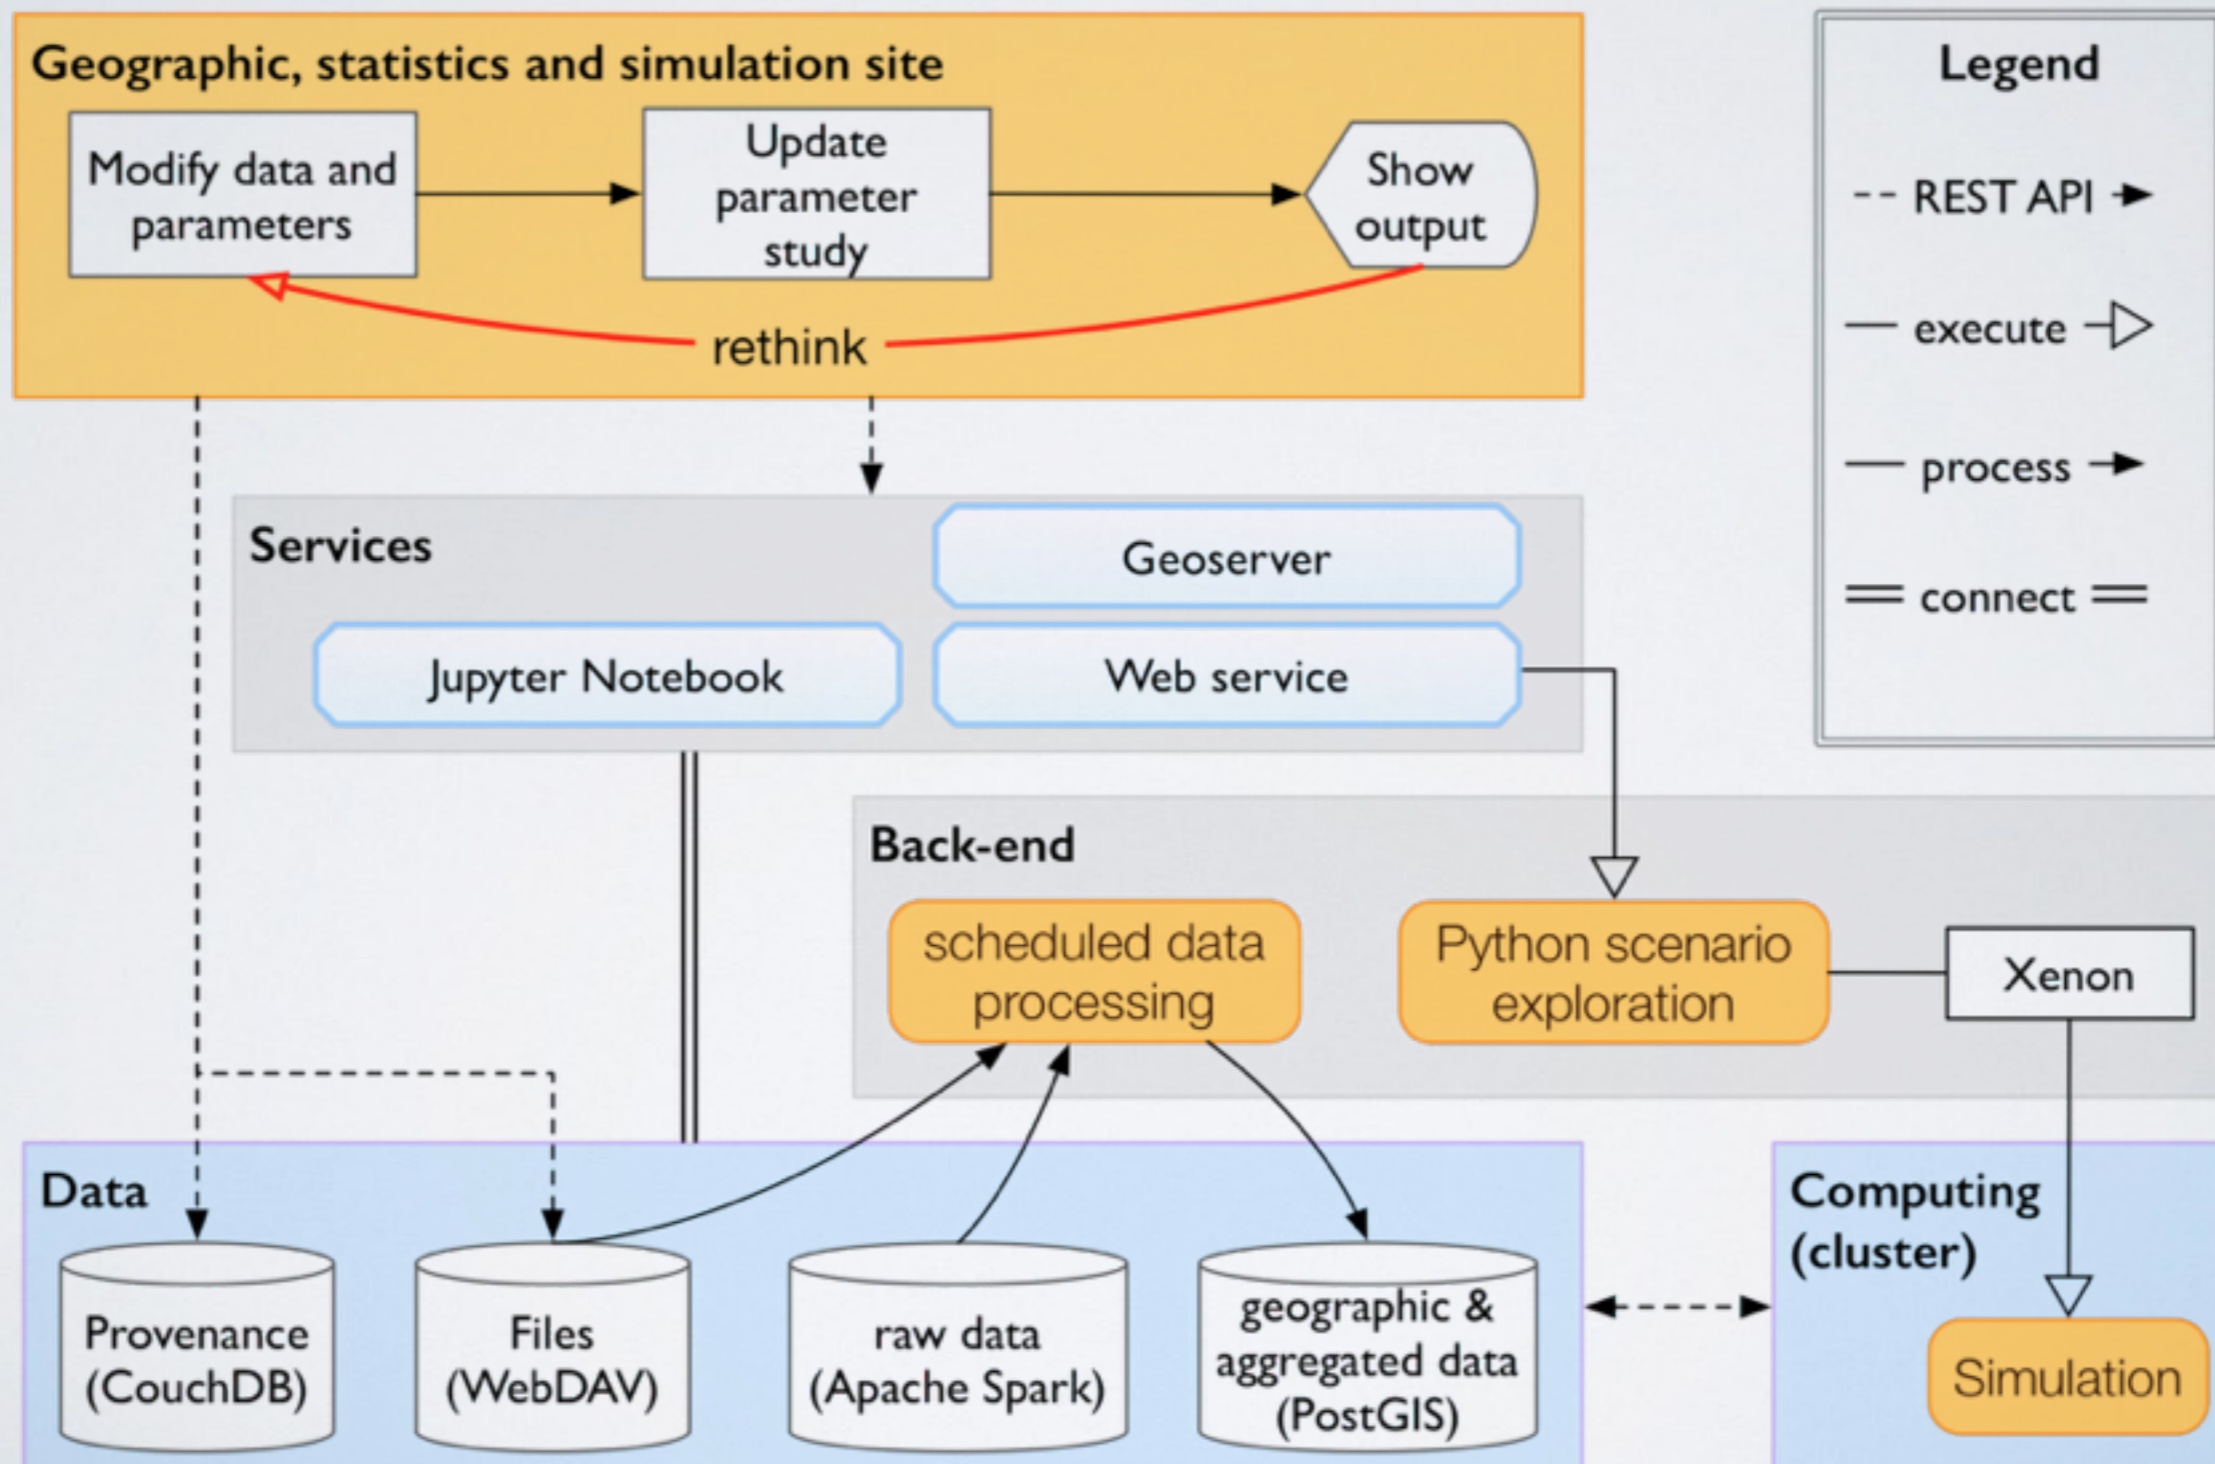 Geographic, statistics and simulation site
Modify data and
parameters
Update
parameter
study
Show
output
rethink
Legend
REST API
execute
process
connect
Services
Geoserver
Jupyter Notebook
Web service
Back-end
scheduled data
processing
Python scenario
exploration
Xenon
Data
Provenance
(CouchDB)
Files
(WebDAV)
raw data
(Apache Spark)
geographic &
aggregated data
(PostGIS)
Computing
(cluster)
Simulation